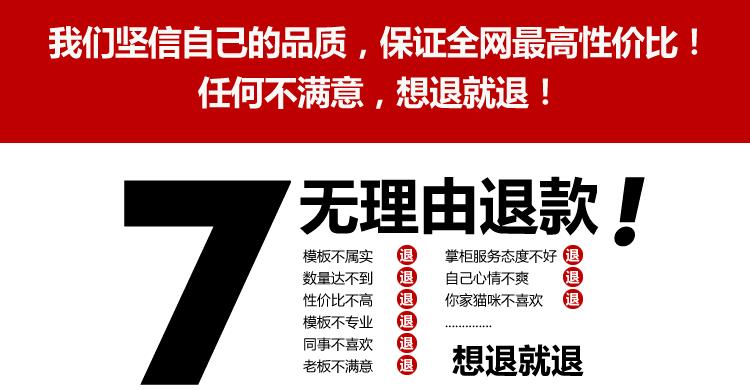 我们坚信自己的品质，保证全网最高性价比！
任何不满意，想退就退！
7
无理由退款！
模板不属实 退
数量达不到 退
性价比不高 退
模板不专业 退
同事不喜欢 退
老板不满意 退
掌柜服务态度不好 退
自己心情不爽 退
你家猫咪不喜欢 退
..............
想退就退